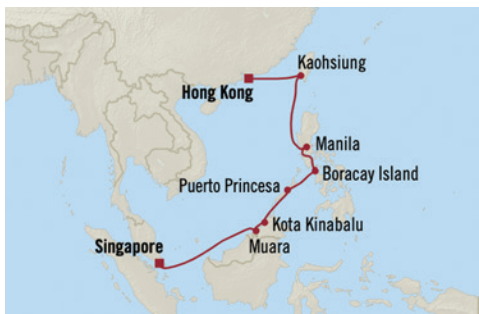 Kaohsiung
Hong Kong
Manila
Boracay Island
Puerto Princesa
Kota Kinabalu
Singapore
Muara